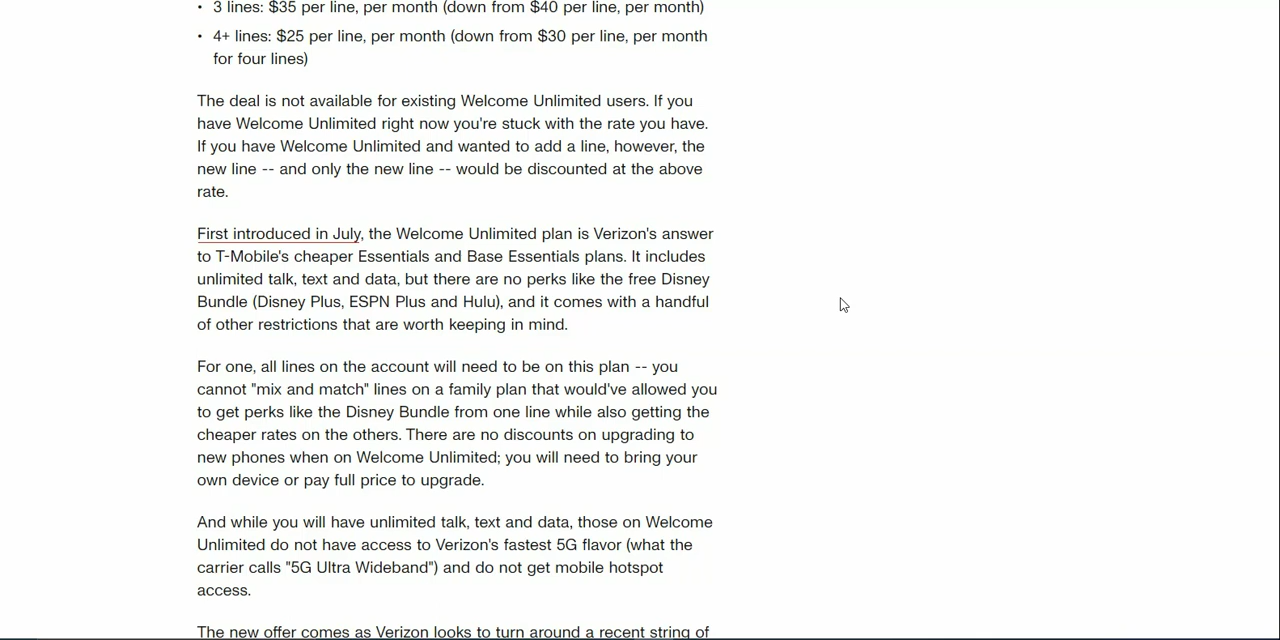 • 3 lines: $35 per line, per month (down from $40 per line, per month)
• 4+ lines: $25 per line, per month (down from $30 per line, per month
for four lines)
The deal is not available for existing Welcome Unlimited users. If you
have Welcome Unlimited right now you're stuck with the rate you have.
If you have Welcome Unlimited and wanted to add a line, however, the
new line -- and only the new line -- would be discounted at the above
rate.
First introduced in July, the Welcome Unlimited plan is Verizon's answer
to T-Mobile's cheaper Essentials and Base Essentials plans. It includes
unlimited talk, text and data, but there are no perks like the free Disney
Bundle (Disney Plus, ESPN Plus and Hulu), and it comes with a handful
of other restrictions that are worth keeping in mind.
For one, all lines on the account will need to be on this plan -- you
cannot "mix and match" lines on a family plan that would've allowed you
to get perks like the Disney Bundle from one line while also getting the
cheaper rates on the others. There are no discounts on upgrading to
new phones when on Welcome Unlimited; you will need to bring your
own device or pay full price to upgrade.
And while you will have unlimited talk, text and data, those on Welcome
Unlimited do not have access to Verizon's fastest 5G flavor (what the
carrier calls "5G Ultra Wideband") and do not get mobile hotspot
access.
The new offer comes as Verizon looks to turn around a recent string of